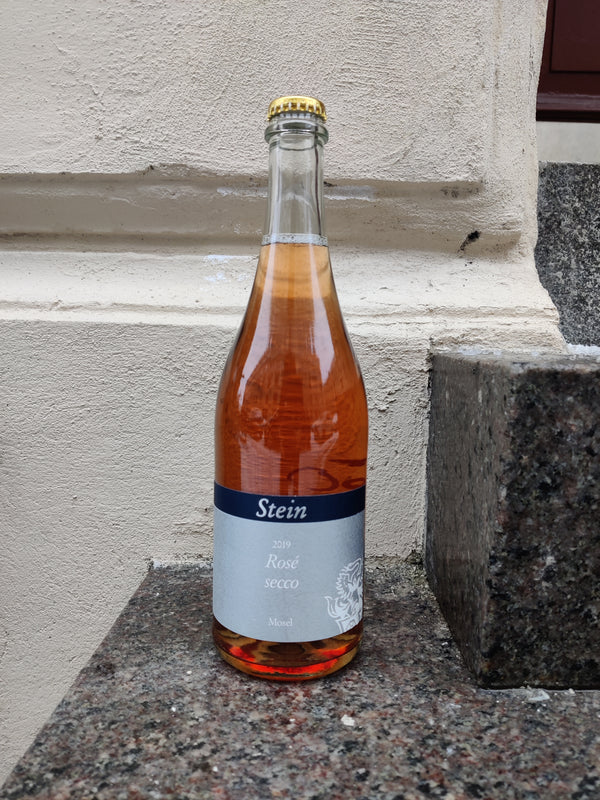 Stein
2019
Rosé
secco
Mosel